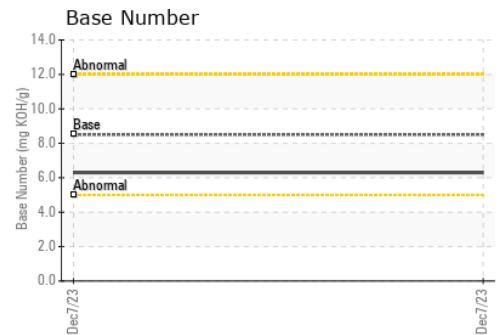 Base Number
Base Number (mg KOH/g)
14.0
Abnormal
12.0
10.0
Base
8.0
6.0
Abnormal
4.0
2.0
0.0
Dec7/23
Dec7/23